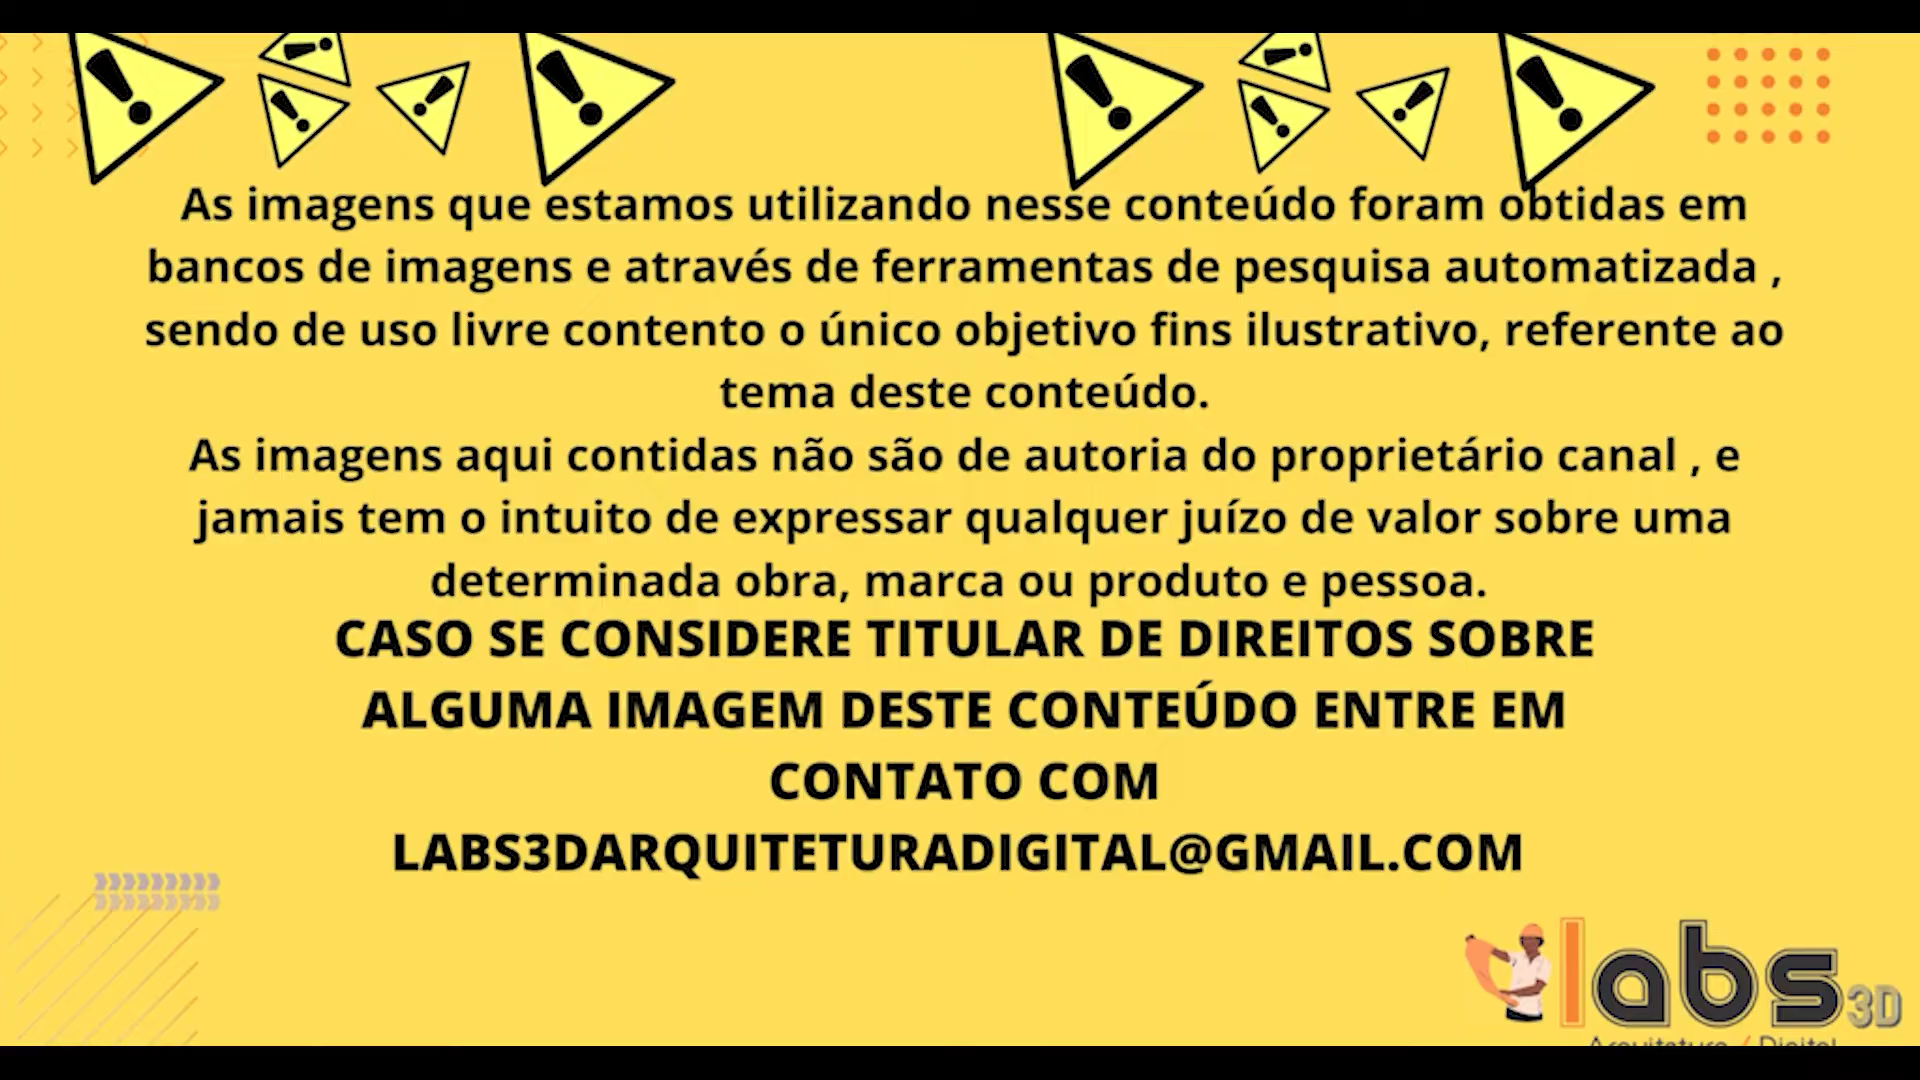 As imagens que estamos utilizando nesse conteúdo foram obtidas em
bancos de imagens e através de ferramentas de pesquisa automatizada ,
sendo de uso livre contento o único objetivo fins ilustrativo, referente ao
tema deste conteúdo.
As imagens aqui contidas não são de autoria do proprietário canal , e
jamais tem o intuito de expressar qualquer juízo de valor sobre uma
determinada obra, marca ou produto e pessoa.
CASO SE CONSIDERE TITULAR DE DIREITOS SOBRE
ALGUMA IMAGEM DESTE CONTEÚDO ENTRE EM
CONTATO COM
LABS3DARQUITETURADIGITAL@GMAIL.COM
labs 3D
Arquitetura / Digital